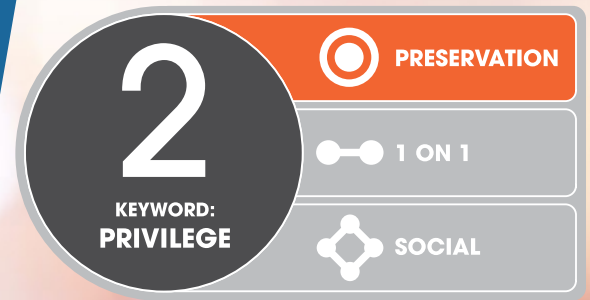 2
KEYWORD:
PRIVILEGE
PRESERVATION
1 ON 1
SOCIAL